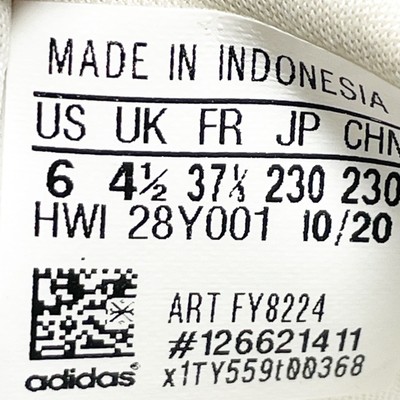 MADE IN INDONESIA
US UK FR JP CHN
6 4½ 37⅓ 230 230
HWI 28Y001 10/20
ART FY8224
#126621411
x1TY559t00368
adidas